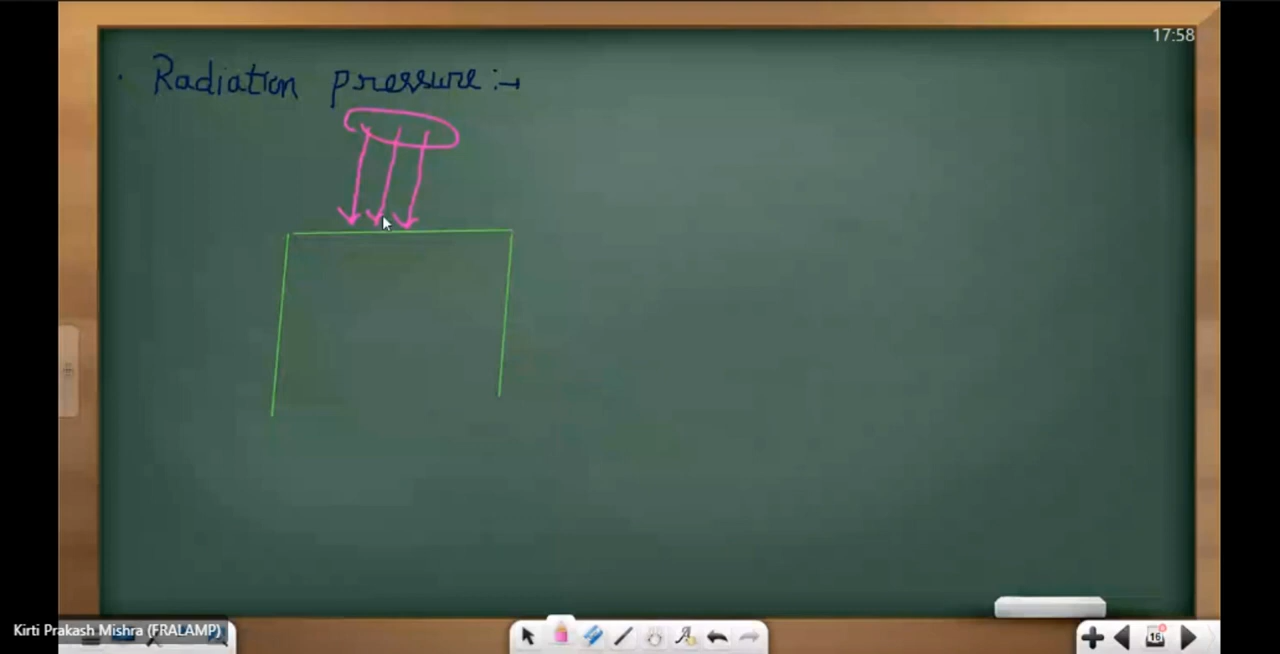 17:58
· Radiation pressure :→
Kirti Prakash Mishra (FRALAMP)
16